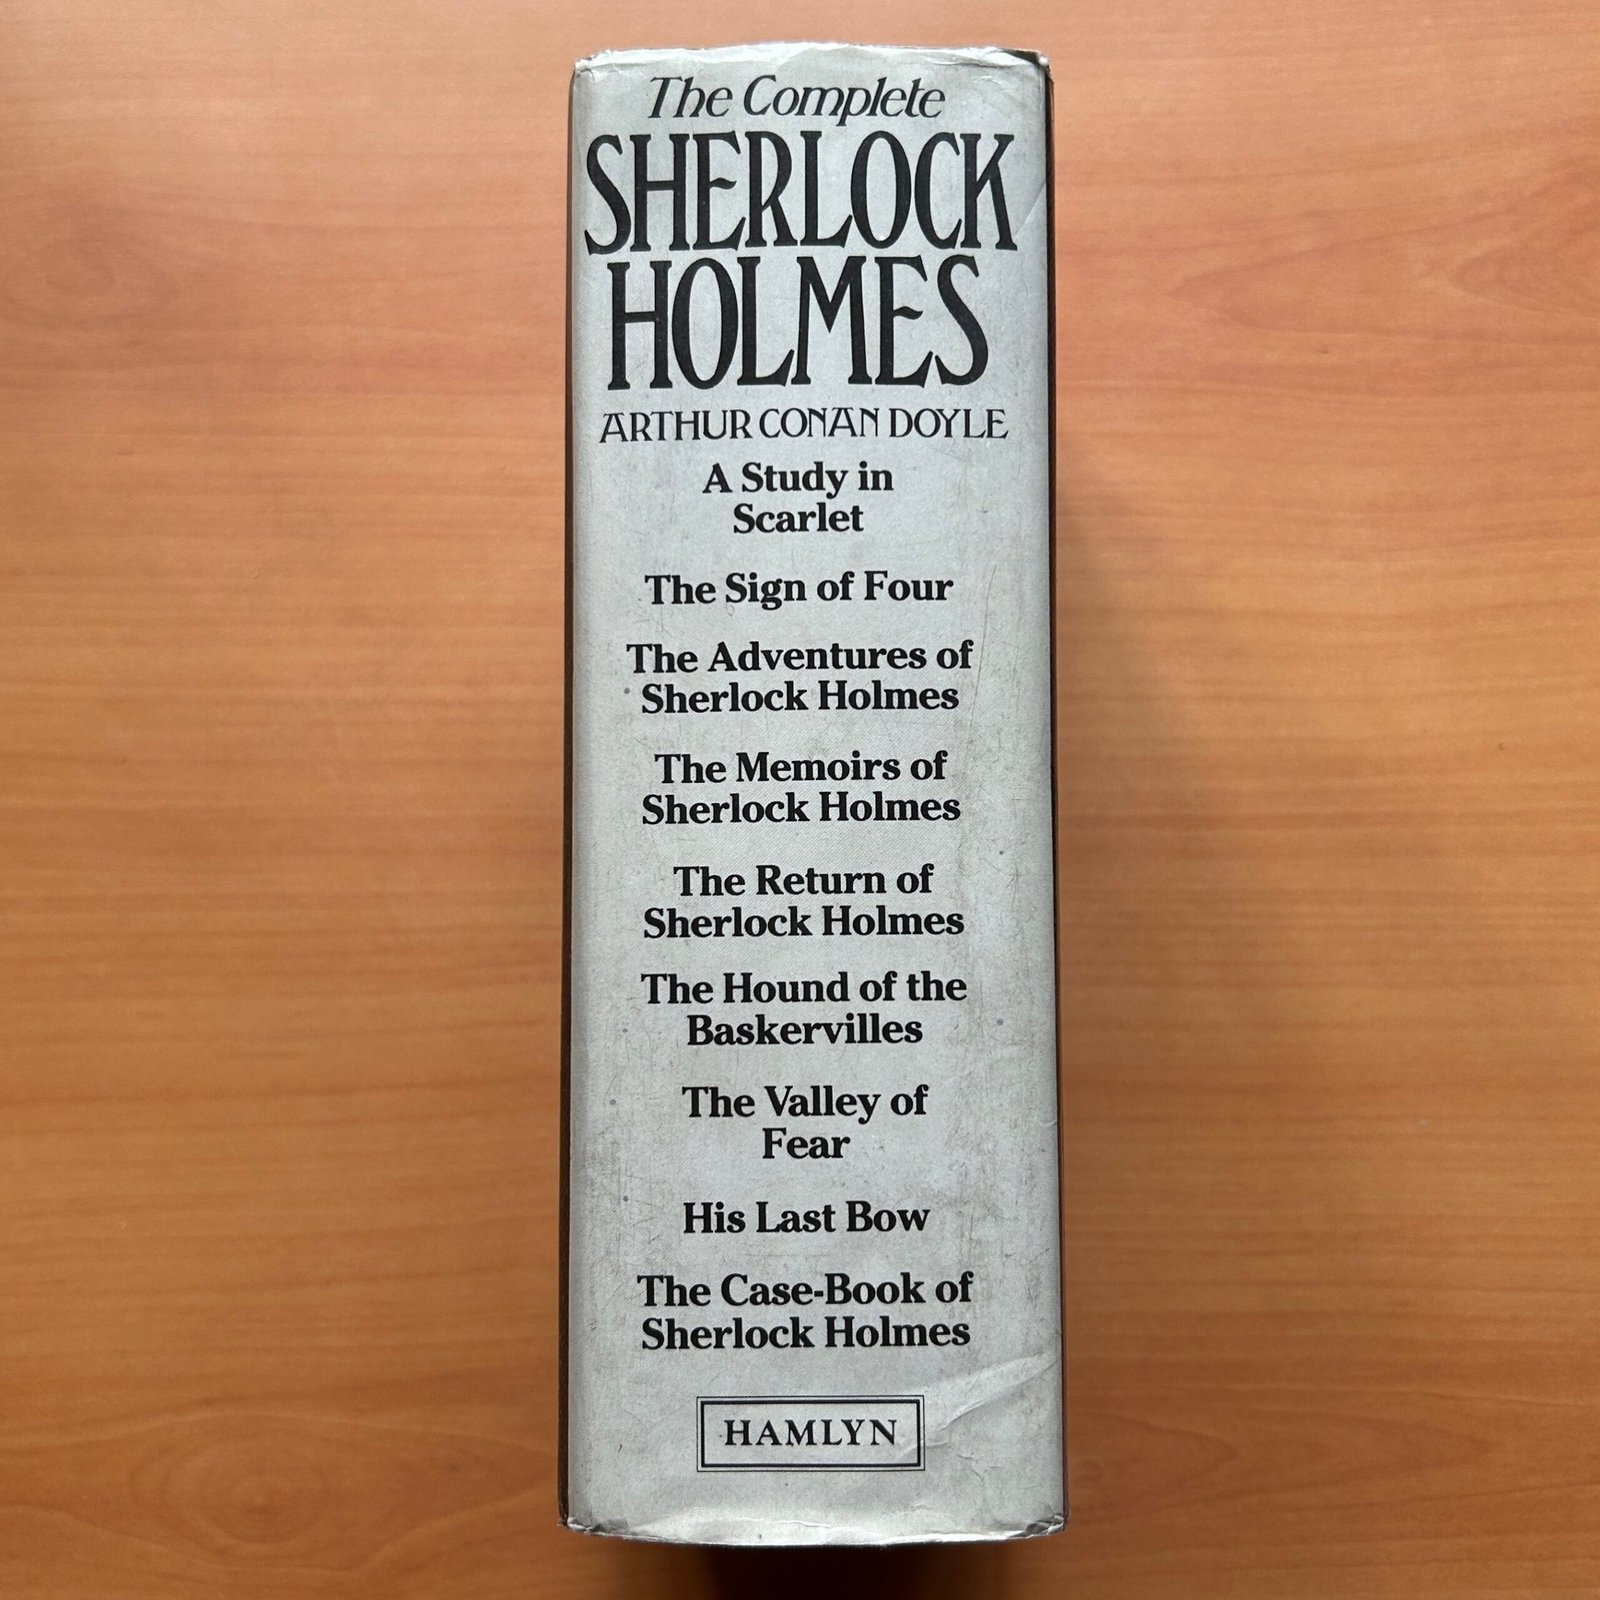 The Complete
SHERLOCK
HOLMES
ARTHUR CONAN DOYLE
A Study in
Scarlet
The Sign of Four
The Adventures of
Sherlock Holmes
The Memoirs of
Sherlock Holmes
The Return of
Sherlock Holmes
The Hound of the
Baskervilles
The Valley of
Fear
His Last Bow
The Case-Book of
Sherlock Holmes
HAMLYN